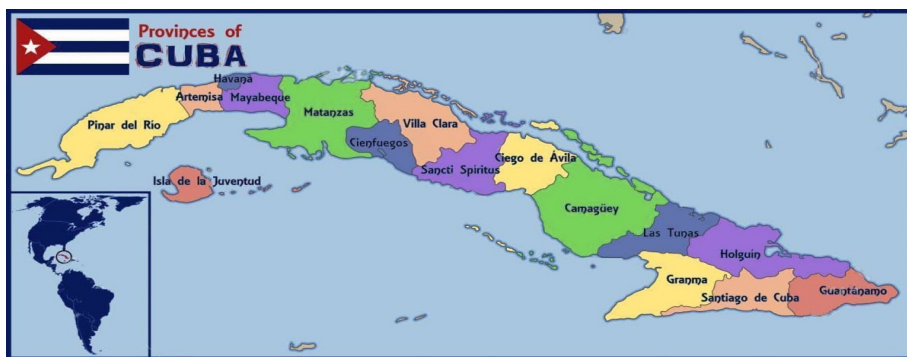 Provinces of
CUBA
Havana
Artemisa
Mayabeque
Pinar del Río
Matanzas
Villa Clara
Cienfuegos
Ciego de Ávila
Sancti Spiritus
Isla de la Juventud
Camagüey
Las Tunas
Holguín
Granma
Santiago de Cuba
Guantánamo